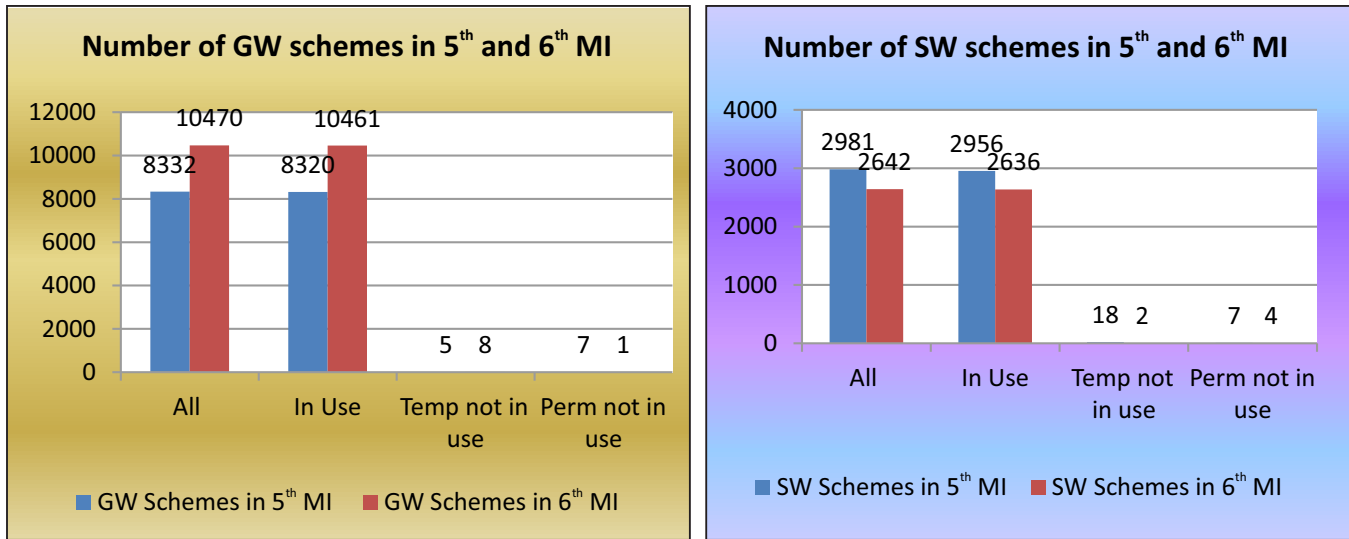 Number of GW schemes in 5th and 6th MI
12000
10000
8000
6000
4000
2000
0
10470
10461
8332
8320
5
8
7
1
All
In Use
Temp not in
use
Perm not in
use
GW Schemes in 5th MI
GW Schemes in 6th MI
Number of SW schemes in 5th and 6th MI
4000
3000
2000
1000
0
2981
2642
2956
2636
18
2
7
4
All
In Use
Temp not
in use
Perm not in
use
SW Schemes in 5th MI
SW Schemes in 6th MI